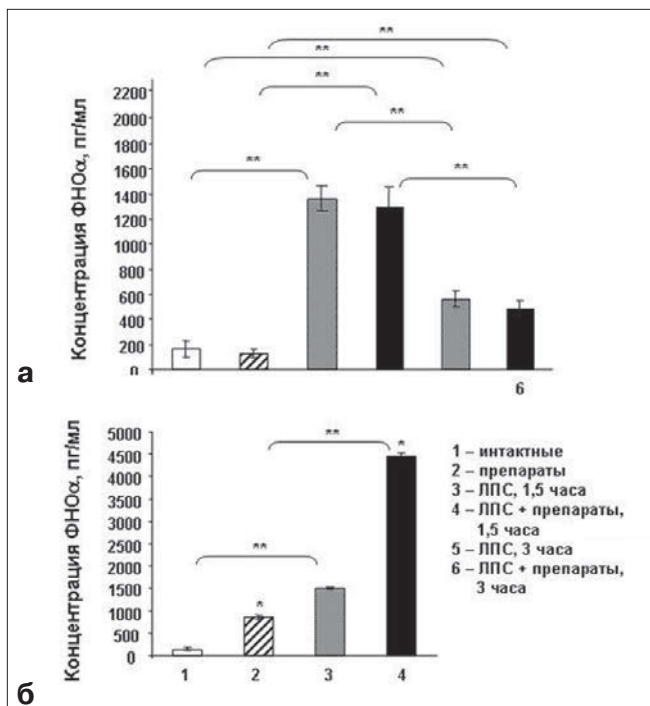 **
**
**
**
**
**
Концентрация ФНОα, пг/мл
2200
2000
1800
1600
1400
1200
1000
800
600
400
200
0
6
а
Концентрация ФНОα, пг/мл
5000
4500
4000
3500
3000
2500
2000
1500
1000
500
0
**
*
**
*
1 2 3 4
1 – интактные
2 – препараты
3 – ЛПС, 1,5 часа
4 – ЛПС + препараты,
1,5 часа
5 – ЛПС, 3 часа
6 – ЛПС + препараты,
3 часа
б